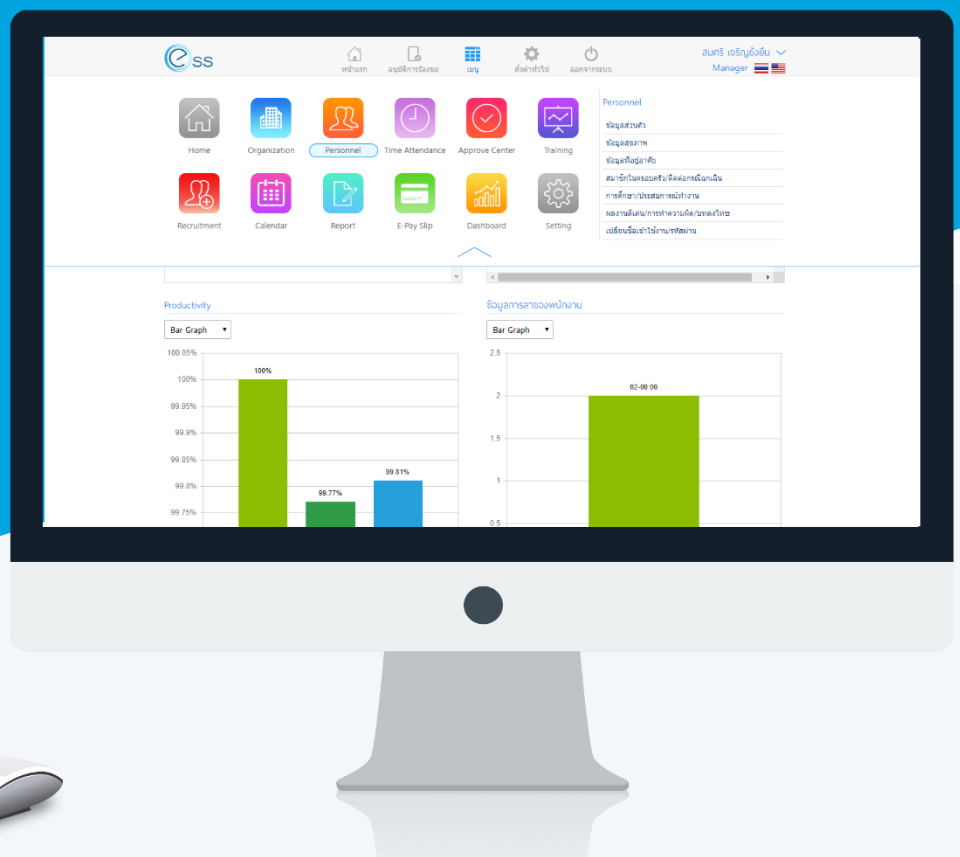 ess
หน้าแรก
อนุมัติการร้องขอ
เมนู
ตั้งค่าทั่วไป
ออกจากระบบ
สมศรี เจริญยั่งยืน
Manager
Home
Organization
Personnel
Time Attendance
Approve Center
Training
Recruitment
Calendar
Report
E-Pay Slip
Dashboard
Setting
Personnel
ข้อมูลส่วนตัว
ข้อมูลสุขภาพ
ข้อมูลที่อยู่อาศัย
สมาชิกในครอบครัว/ติดต่อกรณีฉุกเฉิน
การศึกษา/ประสบการณ์ทำงาน
ผลงานดีเด่น/การทำความผิด/บทลงโทษ
เปลี่ยนชื่อเข้าใช้งาน/รหัสผ่าน
Productivity
Bar Graph
100.05%
100%
99.95%
99.9%
99.85%
99.8%
99.75%
100%
99.77%
99.81%
ข้อมูลการลาของพนักงาน
Bar Graph
2.5
2
1.5
1
0.5
02-00:00